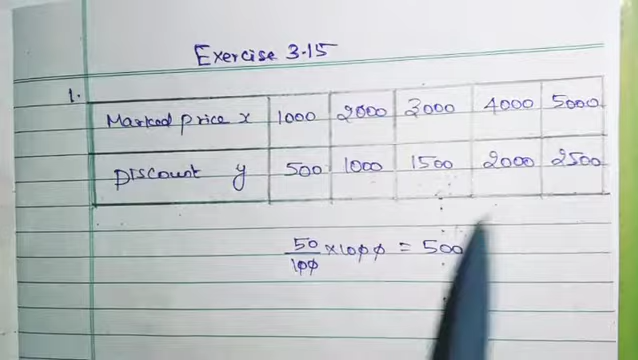 Exercise 3.15
1.
Marked price x 1000 2000 3000 4000 5000
Discount y 500 1000 1500 2000 2500
50/100 × 1000 = 500